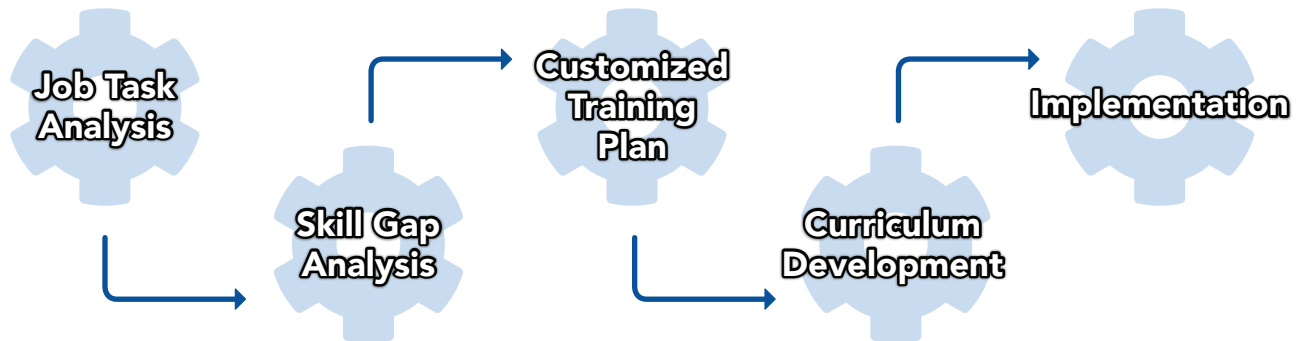 Job Task
Analysis
Skill Gap
Analysis
Customized
Training
Plan
Curriculum
Development
Implementation